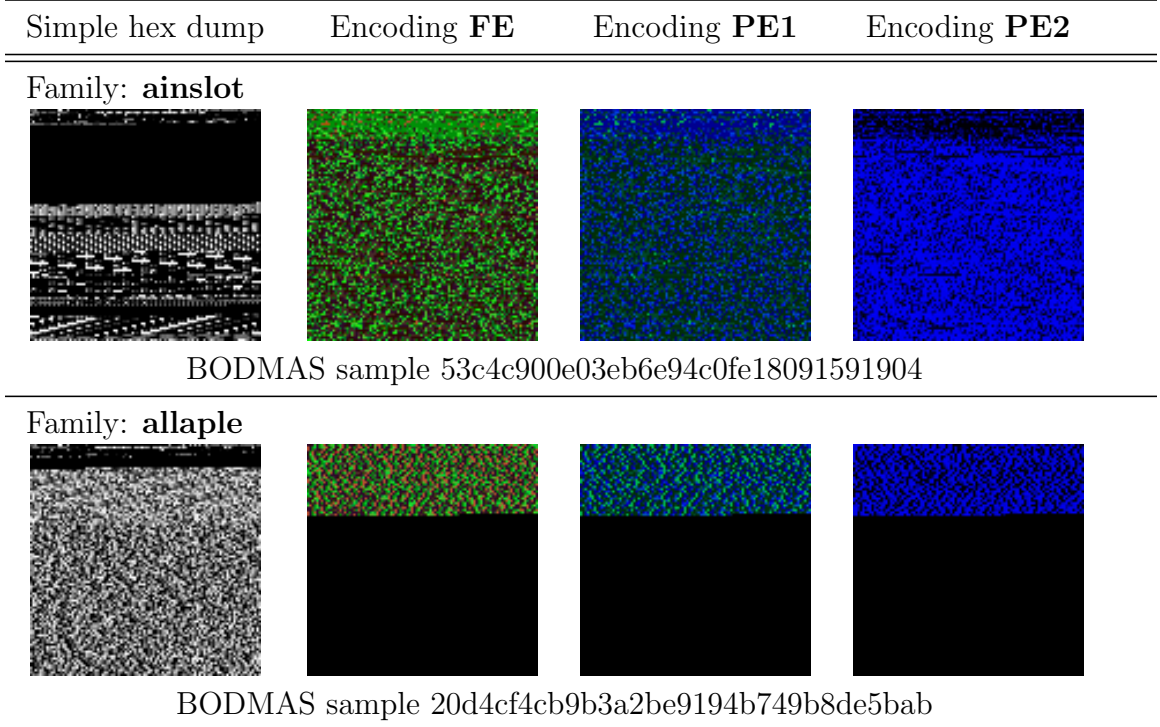 Simple hex dump Encoding FE Encoding PE1 Encoding PE2
Family: ainslot
BODMAS sample 53c4c900e03eb6e94c0fe18091591904
Family: allaple
BODMAS sample 20d4cf4cb9b3a2be9194b749b8de5bab